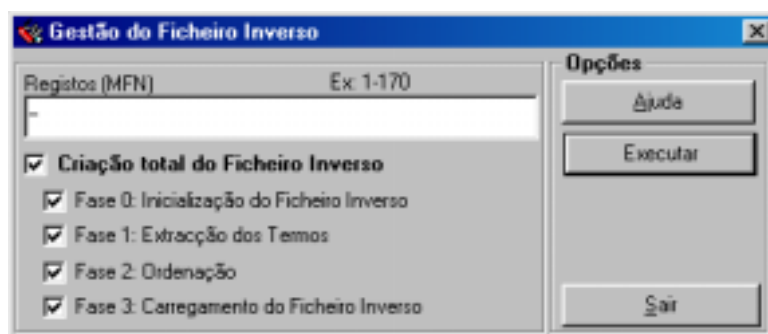 Gestão do Ficheiro Inverso
Registos (MFN) Ex: 1-170
-
Criação total do Ficheiro Inverso
Fase 0: Inicialização do Ficheiro Inverso
Fase 1: Extracção dos Termos
Fase 2: Ordenação
Fase 3: Carregamento do Ficheiro Inverso
Opções
Ajuda
Executar
Sair